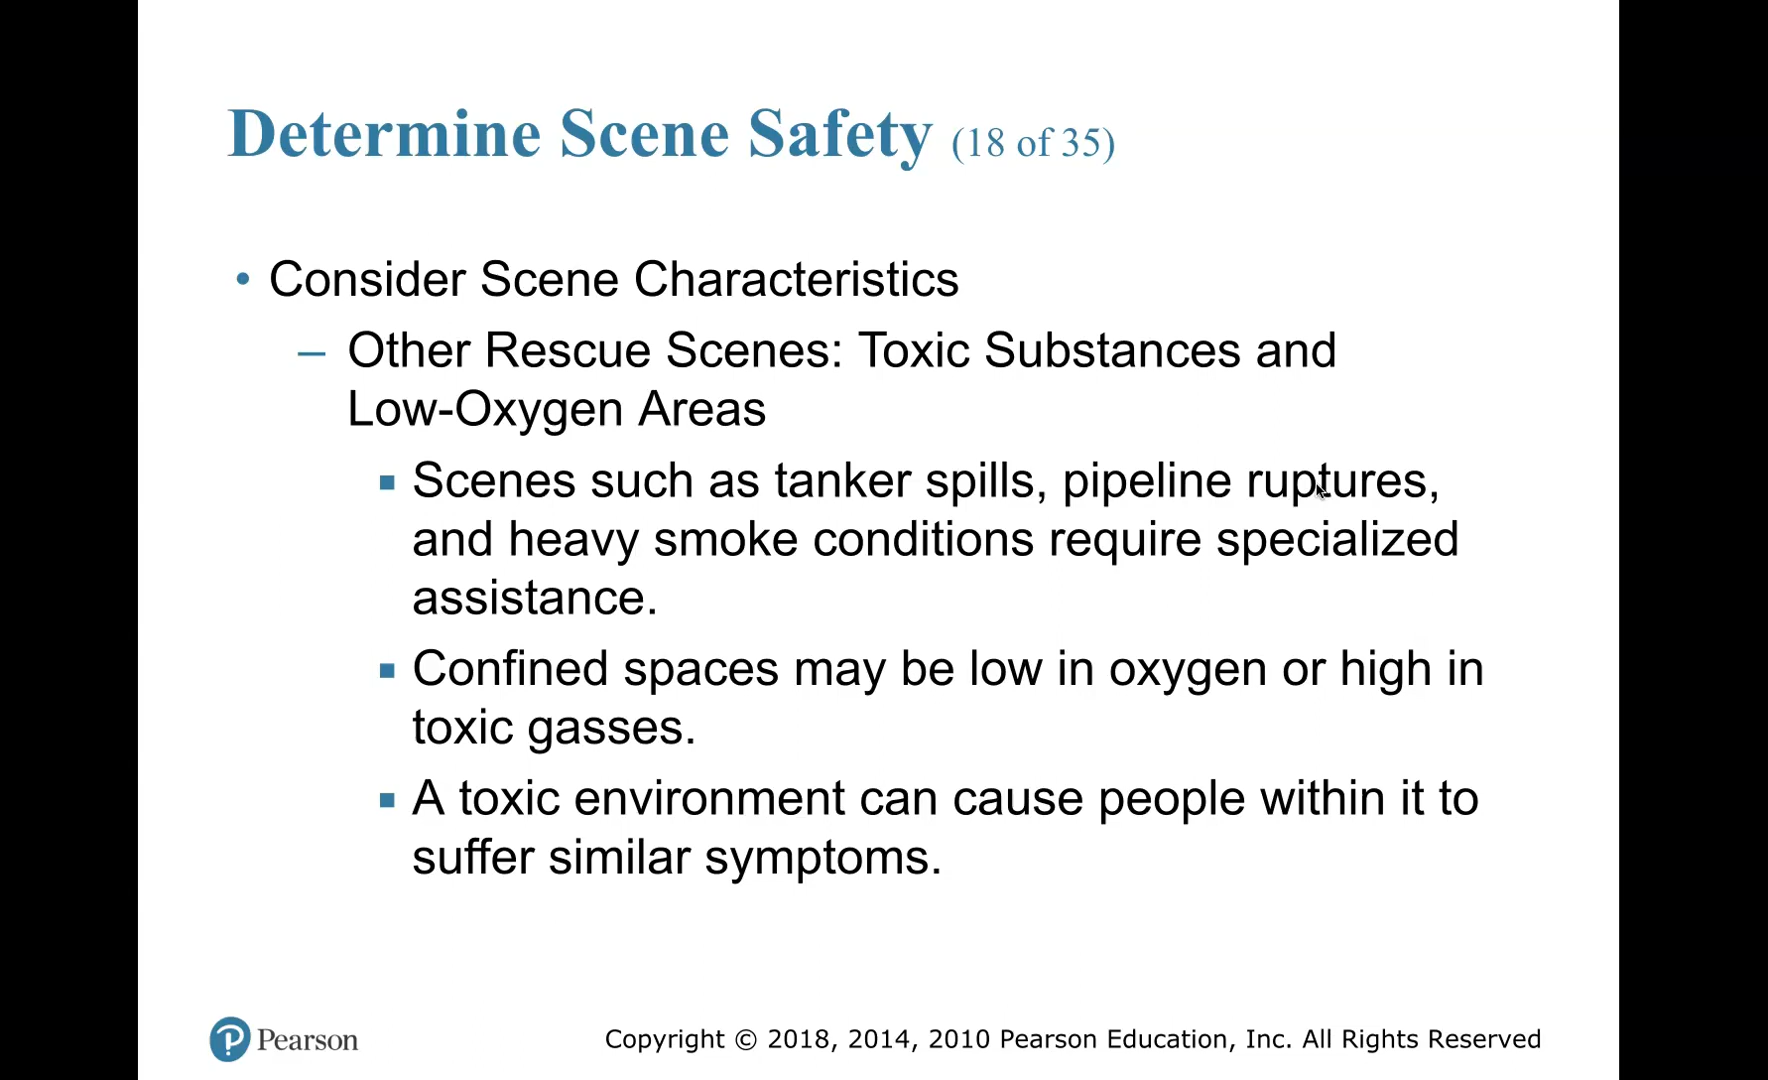 Determine Scene Safety (18 of 35)
• Consider Scene Characteristics
– Other Rescue Scenes: Toxic Substances and
Low-Oxygen Areas
▪ Scenes such as tanker spills, pipeline ruptures,
and heavy smoke conditions require specialized
assistance.
▪ Confined spaces may be low in oxygen or high in
toxic gasses.
▪ A toxic environment can cause people within it to
suffer similar symptoms.
Pearson
Copyright © 2018, 2014, 2010 Pearson Education, Inc. All Rights Reserved